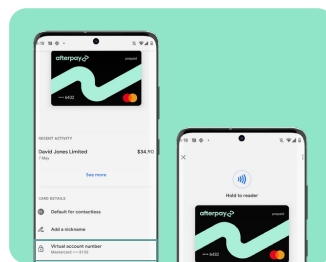 afterpay
prepaid
•••• 6432
RECENT ACTIVITY
David Jones Limited
$34.90
7 May
See more
CARD DETAILS
Default for contactless
Add a nickname
Virtual account number
Hold to reader
afterpay
prepaid
•••• 6432